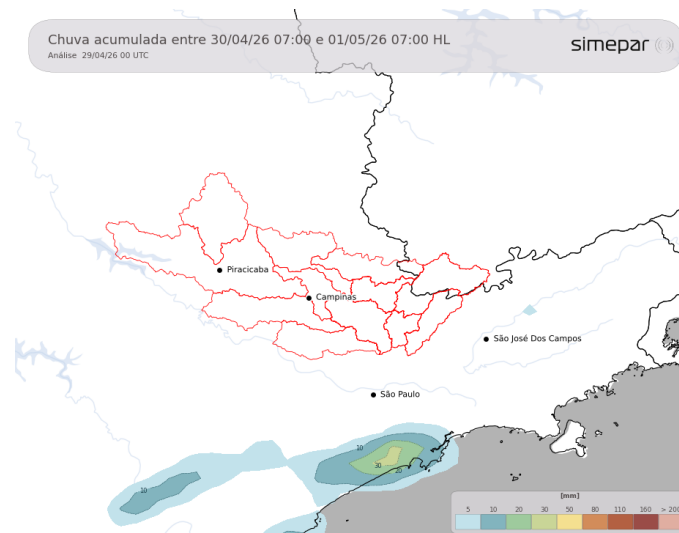 Chuva acumulada entre 30/04/26 07:00 e 01/05/26 07:00 HL
Análise 29/04/26 00 UTC
simepar
Piracicaba
Campinas
São José Dos Campos
São Paulo
10
30
20
10
[mm]
5 10 20 30 50 80 110 160 > 200